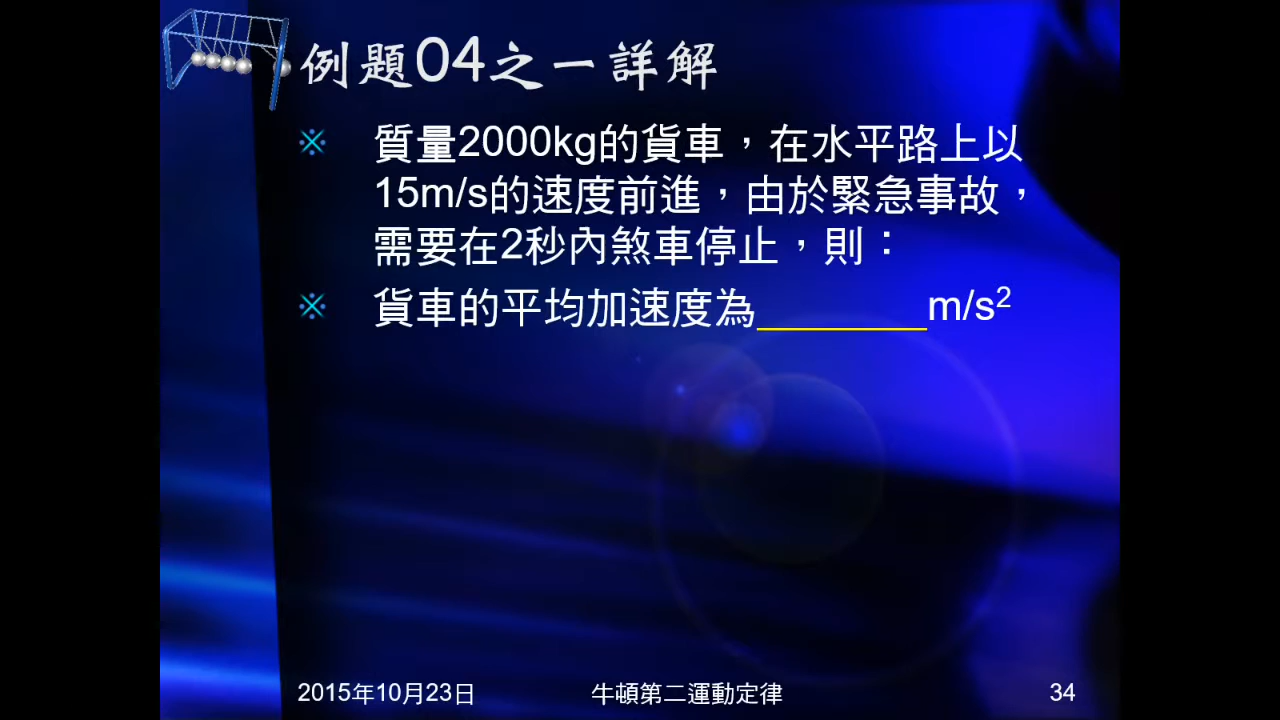 例題04之一詳解
※ 質量2000kg的貨車，在水平路上以
15m/s的速度前進，由於緊急事故，
需要在2秒內煞車停止，則：
※ 貨車的平均加速度為________m/s²
2015年10月23日 牛頓第二運動定律 34